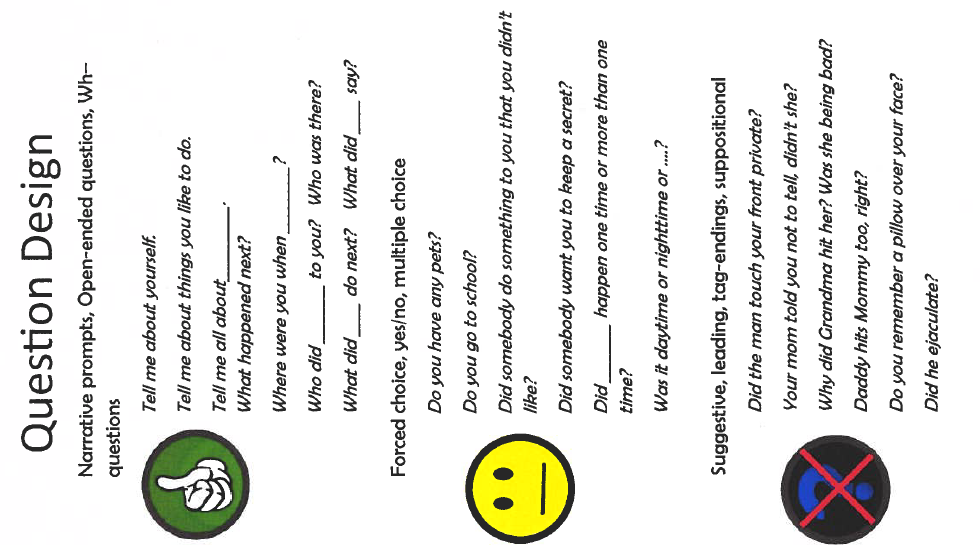 Question Design
Narrative prompts, Open-ended questions, Wh–
questions
Tell me about yourself.
Tell me about things you like to do.
Tell me all about_______.
What happened next?
Where were you when _______?
Who did ______ to you?   Who was there?
What did____ do next?   What did ____ say?
Forced choice, yes/no, multiple choice
Do you have any pets?
Do you go to school?
Did somebody do something to you that you didn't
like?
Did somebody want you to keep a secret?
Did ________ happen one time or more than one
time?
Was it daytime or nighttime or ....?
Suggestive, leading, tag-endings, suppositional
Did the man touch your front private?
Your mom told you not to tell, didn't she?
Why did Grandma hit her? Was she being bad?
Daddy hits Mommy too, right?
Do you remember a pillow over your face?
Did he ejaculate?